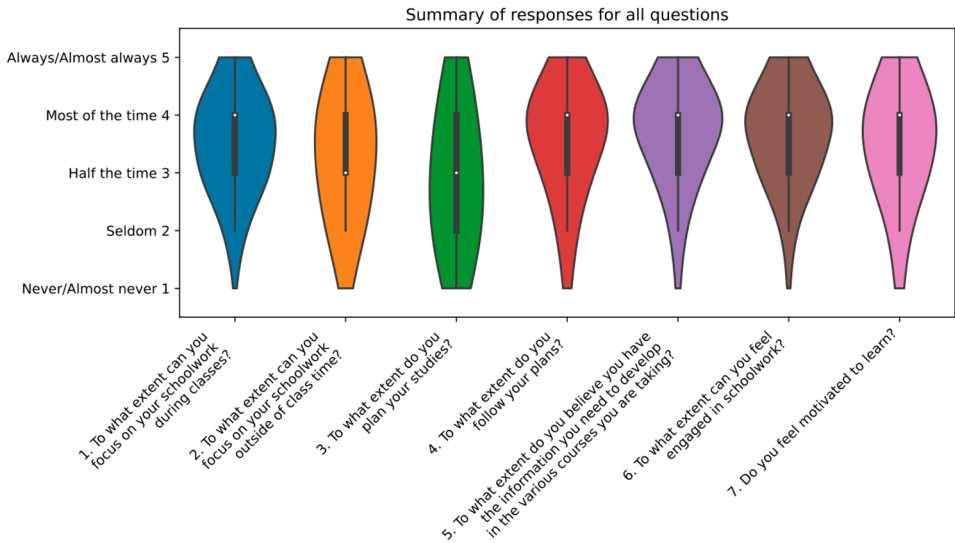 Summary of responses for all questions
Always/Almost always 5
Most of the time 4
Half the time 3
Seldom 2
Never/Almost never 1
1. To what extent can you
focus on your schoolwork
during classes?
2. To what extent can you
focus on your schoolwork
outside of class time?
3. To what extent do you
plan your studies?
4. To what extent do you
follow your plans?
5. To what extent do you believe you have
the information you need to develop
in the various courses you are taking?
6. To what extent can you feel
engaged in schoolwork?
7. Do you feel motivated to learn?